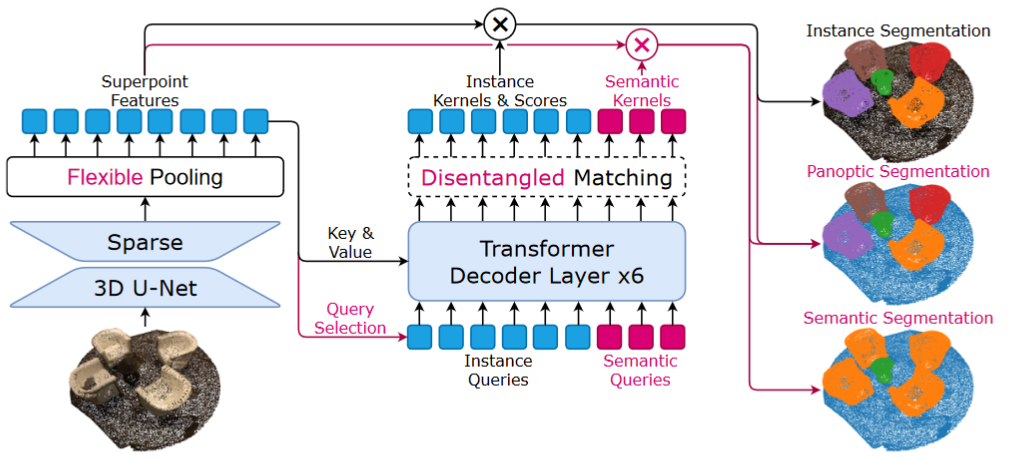 Superpoint
Features
Flexible Pooling
Sparse
3D U-Net
Key &
Value
Query
Selection
×
×
Instance
Kernels & Scores
Semantic
Kernels
Disentangled Matching
Transformer
Decoder Layer x6
Instance
Queries
Semantic
Queries
Instance Segmentation
Panoptic Segmentation
Semantic Segmentation